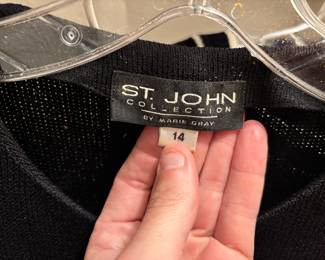 ST. JOHN
COLLECTION
BY MARIE GRAY
14